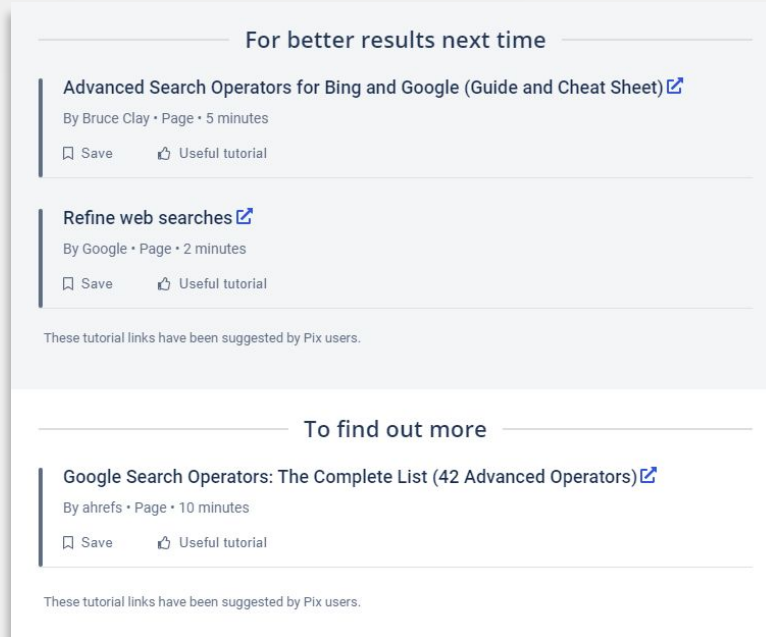 For better results next time
Advanced Search Operators for Bing and Google (Guide and Cheat Sheet)
By Bruce Clay • Page • 5 minutes
Save Useful tutorial
Refine web searches
By Google • Page • 2 minutes
Save Useful tutorial
These tutorial links have been suggested by Pix users.
To find out more
Google Search Operators: The Complete List (42 Advanced Operators)
By ahrefs • Page • 10 minutes
Save Useful tutorial
These tutorial links have been suggested by Pix users.